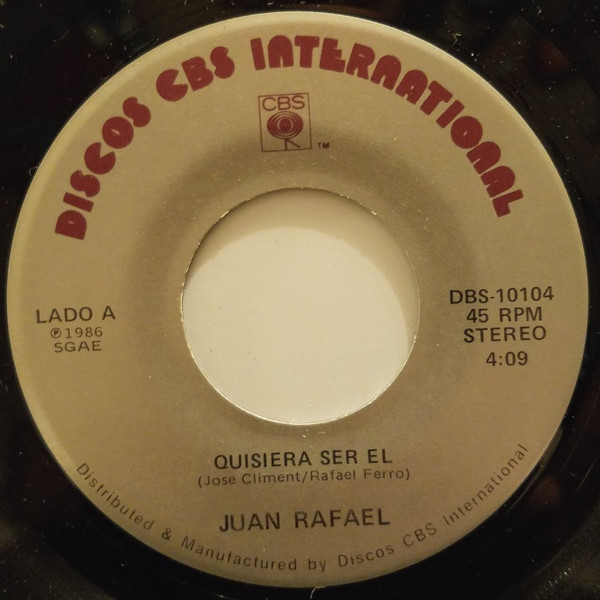 DISCOS CBS INTERNATIONAL
CBS
TM
LADO A
℗1986
SGAE
DBS-10104
45 RPM
STEREO
4:09
QUISIERA SER EL
(Jose Climent/Rafael Ferro)
JUAN RAFAEL
Distributed & Manufactured by Discos CBS International